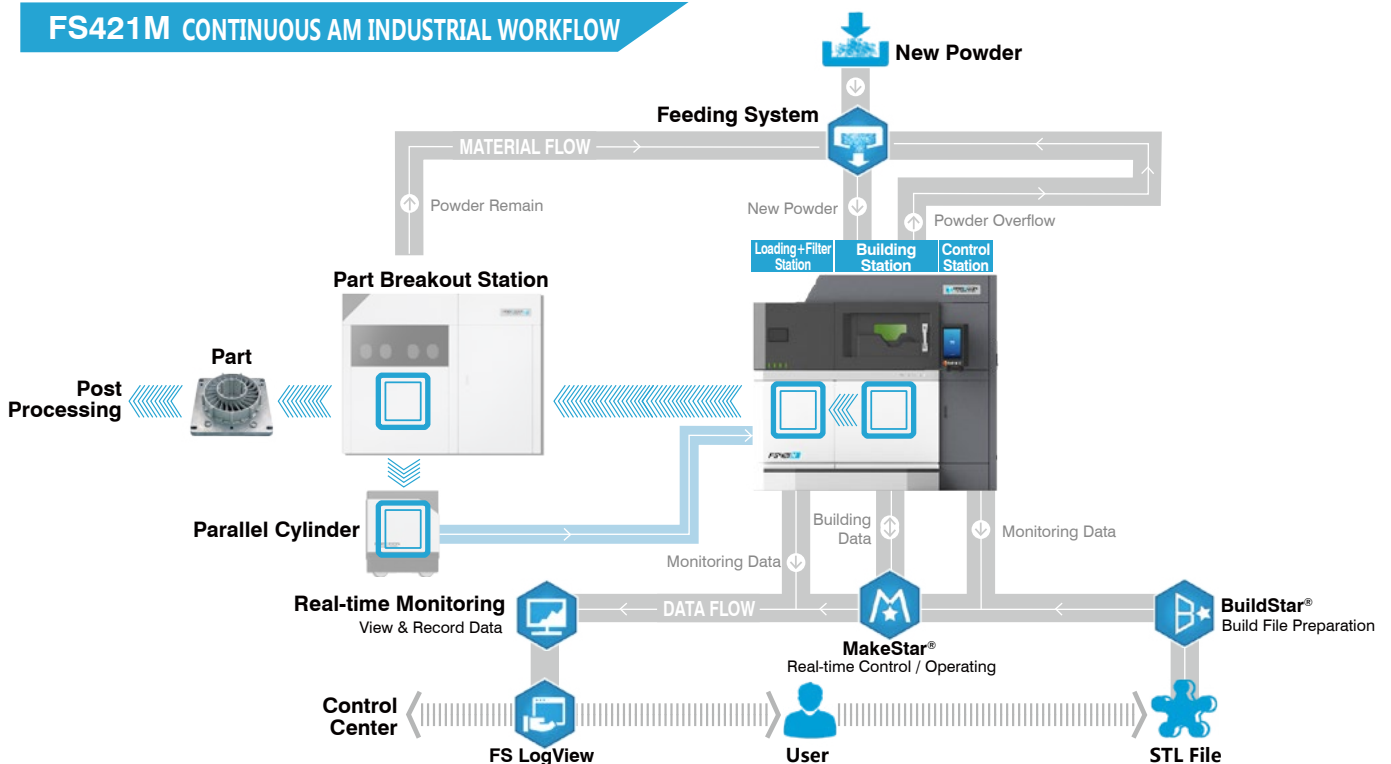 FS421M CONTINUOUS AM INDUSTRIAL WORKFLOW
New Powder
Feeding System
MATERIAL FLOW
Powder Remain
New Powder
Powder Overflow
Loading+Filter
Station
Building
Station
Control
Station
Part Breakout Station
Part
Post
Processing
Parallel Cylinder
Building
Data
Monitoring Data
Monitoring Data
Real-time Monitoring
View & Record Data
DATA FLOW
MakeStar®
Real-time Control / Operating
BuildStar®
Build File Preparation
Control
Center
FS LogView
User
STL File